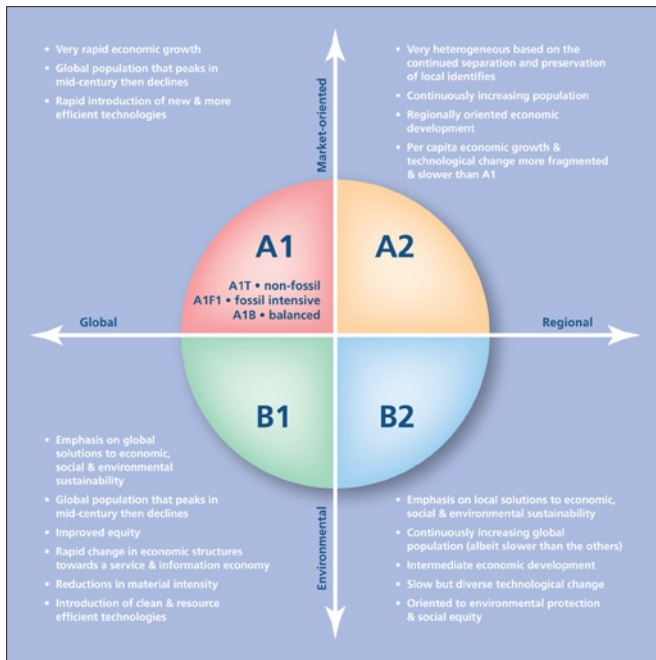 • Very rapid economic growth
• Global population that peaks in
mid-century then declines
• Rapid introduction of new & more
efficient technologies
Market-oriented
• Very heterogeneous based on the
continued separation and preservation
of local identifies
• Continuously increasing population
• Regionally oriented economic
development
• Per capita economic growth &
technological change more fragmented
& slower than A1
A1
A1T • non-fossil
A1F1 • fossil intensive
A1B • balanced
A2
Global
Regional
B1
B2
• Emphasis on global
solutions to economic,
social & environmental
sustainability
• Global population that peaks in
mid-century then declines
• Improved equity
• Rapid change in economic structures
towards a service & information economy
• Reductions in material intensity
• Introduction of clean & resource
efficient technologies
Environmental
• Emphasis on local solutions to economic,
social & environmental sustainability
• Continuously increasing global
population (albeit slower than the others)
• Intermediate economic development
• Slow but diverse technological change
• Oriented to environmental protection
& social equity